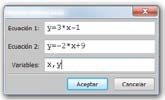 Ecuación 1: y=3*x-1
Ecuación 2: y=-2*x+9
Variables: x,y
Aceptar Cancelar